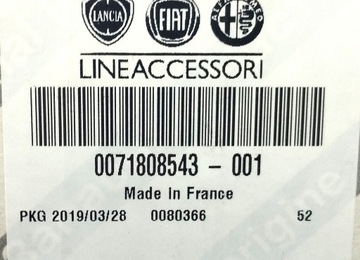 LANCIA FIAT ALFA ROMEO
LINEACCESSORI
0071808543 - 001
Made In France
PKG 2019/03/28 0080366 52